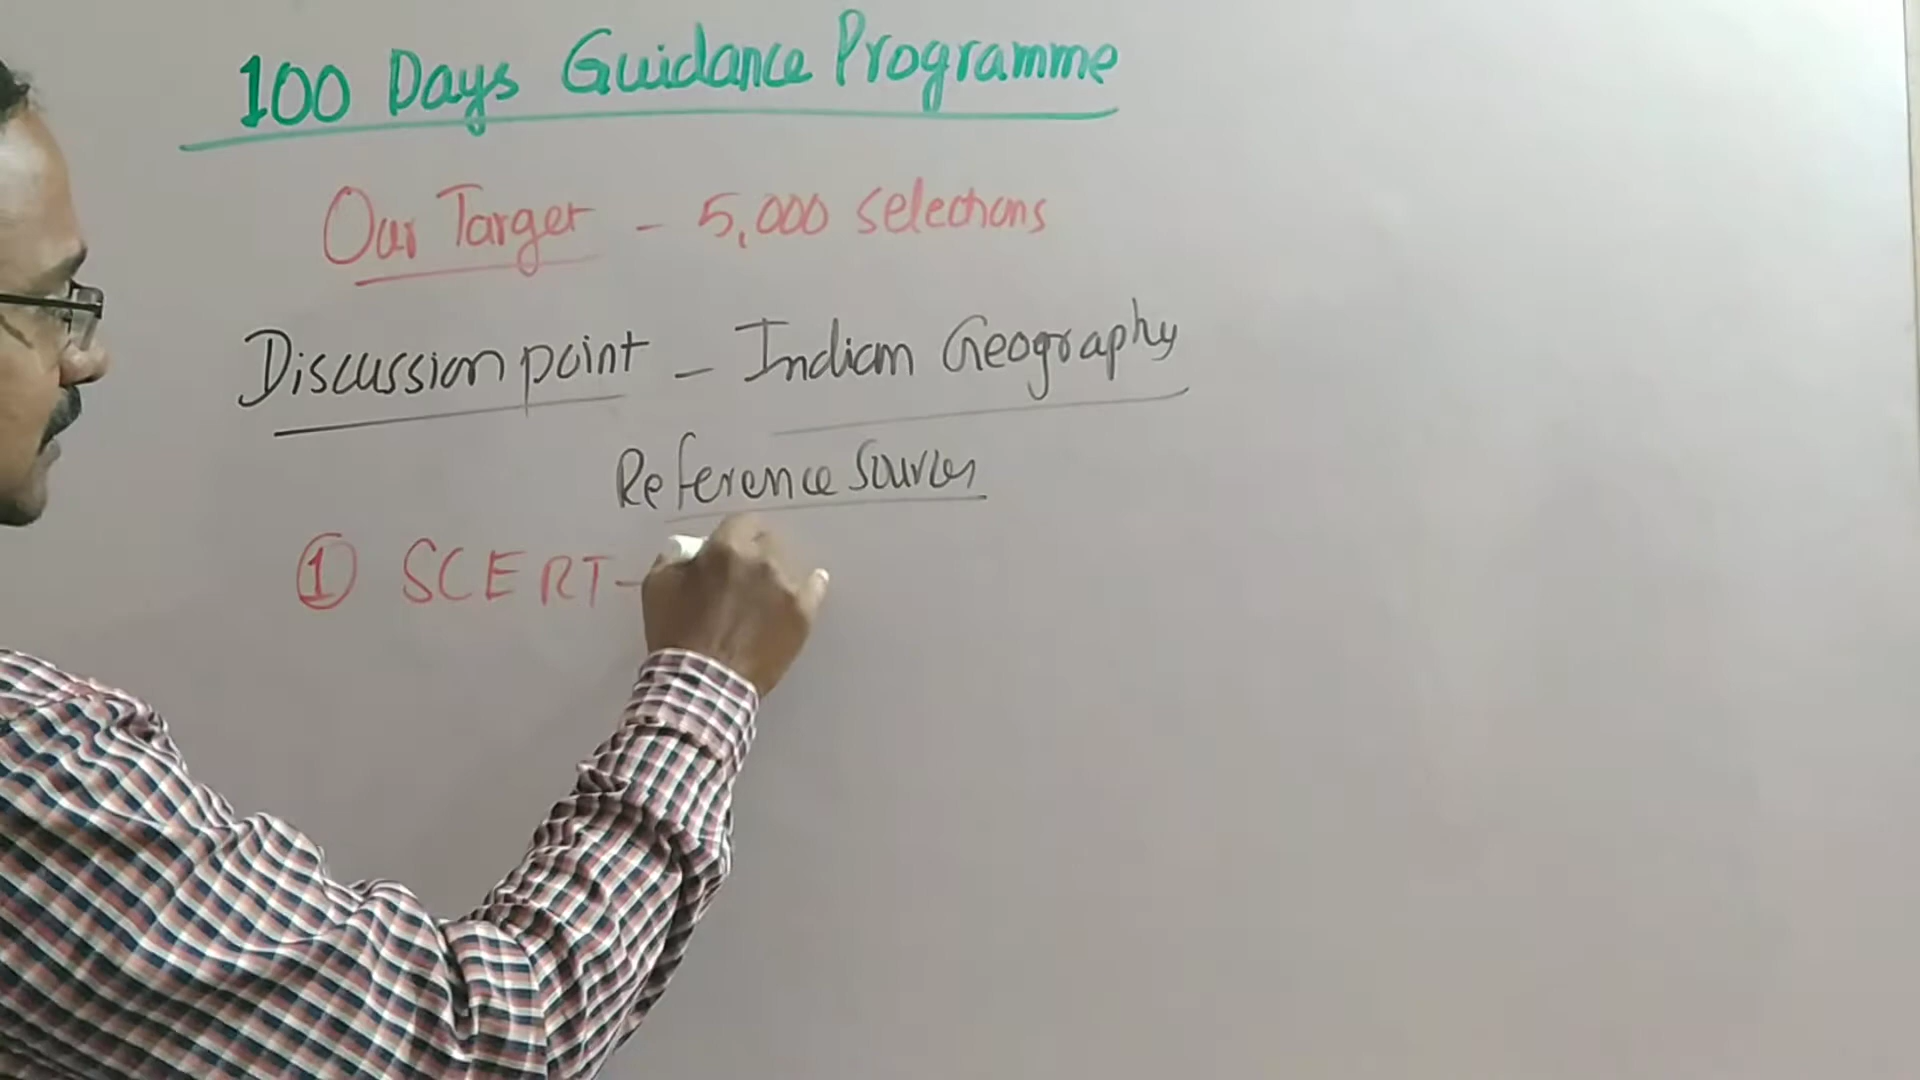 100 Days Guidance Programme
Our Target - 5,000 selections
Discussion point - Indian Geography
Reference Sources
① SCERT -